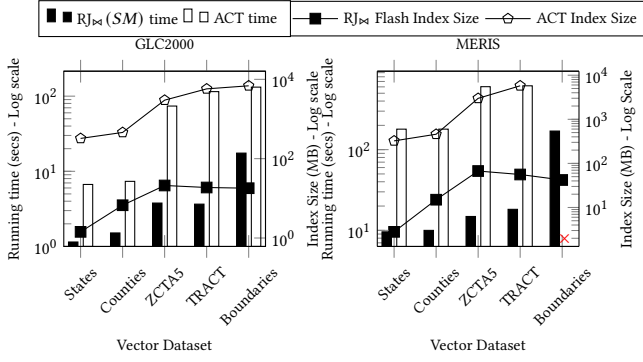 RJ⋈(SM) time ACT time RJ⋈ Flash Index Size ACT Index Size
GLC2000
Running time (secs) - Log scale
10^2
10^1
10^0
10^4
10^2
10^0
Index Size (MB) - Log scale
States
Counties
ZCTA5
TRACT
Boundaries
Vector Dataset
MERIS
Running time (secs) - Log scale
10^2
10^1
10^4
10^3
10^2
10^1
Index Size (MB) - Log Scale
States
Counties
ZCTA5
TRACT
Boundaries
Vector Dataset